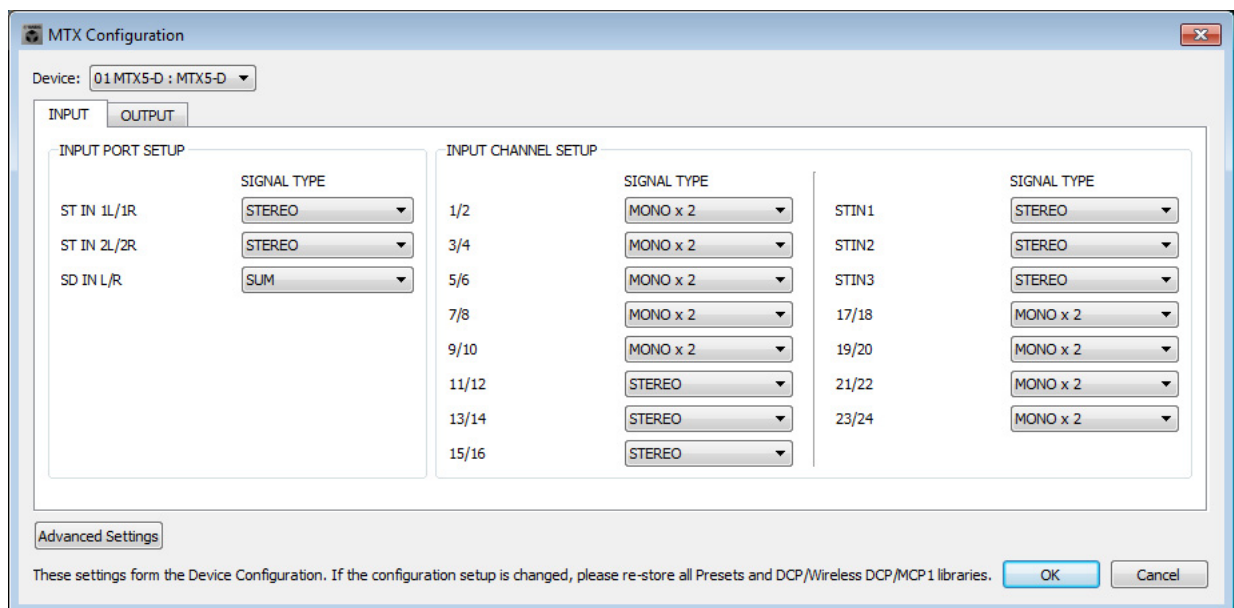 MTX Configuration
Device: 01 MTX5-D : MTX5-D
INPUT OUTPUT
INPUT PORT SETUP
SIGNAL TYPE
ST IN 1L/1R STEREO
ST IN 2L/2R STEREO
SD IN L/R SUM
INPUT CHANNEL SETUP
SIGNAL TYPE
1/2 MONO x 2
3/4 MONO x 2
5/6 MONO x 2
7/8 MONO x 2
9/10 MONO x 2
11/12 STEREO
13/14 STEREO
15/16 STEREO
SIGNAL TYPE
STIN1 STEREO
STIN2 STEREO
STIN3 STEREO
17/18 MONO x 2
19/20 MONO x 2
21/22 MONO x 2
23/24 MONO x 2
Advanced Settings
These settings form the Device Configuration. If the configuration setup is changed, please re-store all Presets and DCP/Wireless DCP/MCP1 libraries. OK Cancel